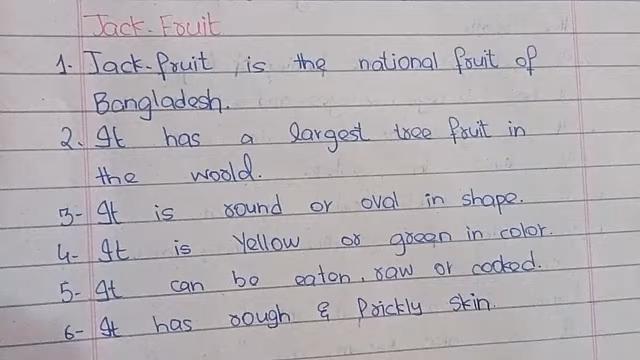 Jack-Fruit
1. Jack-fruit is the national fruit of
Bangladesh.
2. It has a largest tree fruit in
the world.
3- It is round or oval in shape.
4- It is Yellow or green in color.
5- It can be eaten, raw or cooked.
6- It has rough & Prickly skin.